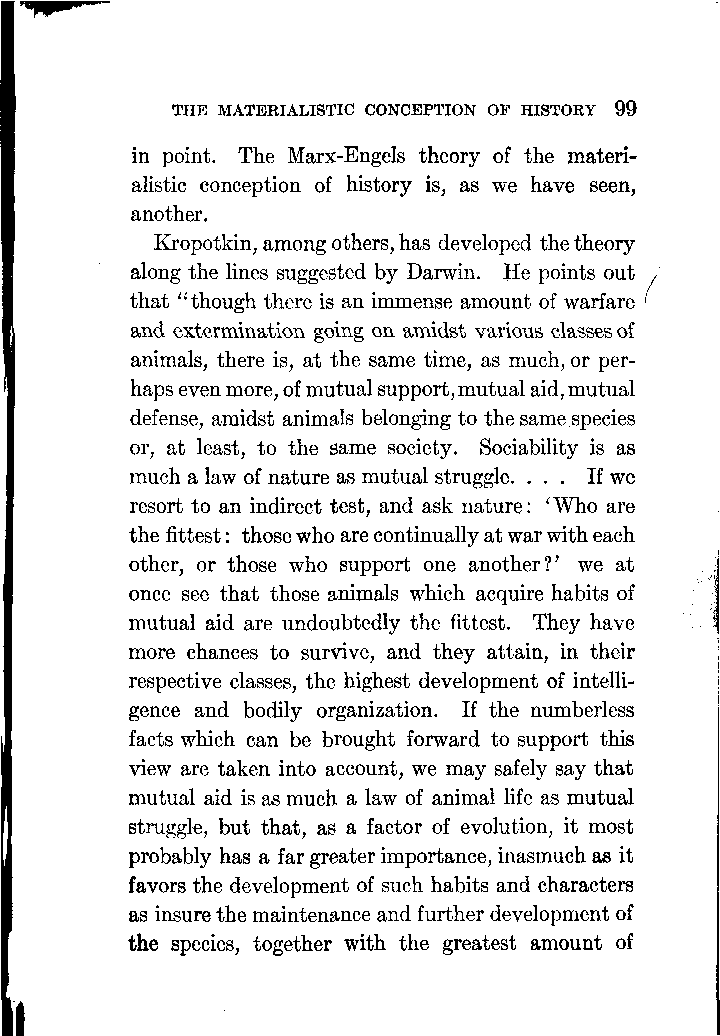 THE MATERIALISTIC CONCEPTION OF HISTORY 99
in point. The Marx-Engels theory of the materi-
alistic conception of history is, as we have seen,
another.
Kropotkin, among others, has developed the theory
along the lines suggested by Darwin. He points out
that "though there is an immense amount of warfare
and extermination going on amidst various classes of
animals, there is, at the same time, as much, or per-
haps even more, of mutual support, mutual aid, mutual
defense, amidst animals belonging to the same species
or, at least, to the same society. Sociability is as
much a law of nature as mutual struggle. . . . If we
resort to an indirect test, and ask nature: 'Who are
the fittest: those who are continually at war with each
other, or those who support one another?' we at
once see that those animals which acquire habits of
mutual aid are undoubtedly the fittest. They have
more chances to survive, and they attain, in their
respective classes, the highest development of intelli-
gence and bodily organization. If the numberless
facts which can be brought forward to support this
view are taken into account, we may safely say that
mutual aid is as much a law of animal life as mutual
struggle, but that, as a factor of evolution, it most
probably has a far greater importance, inasmuch as it
favors the development of such habits and characters
as insure the maintenance and further development of
the species, together with the greatest amount of